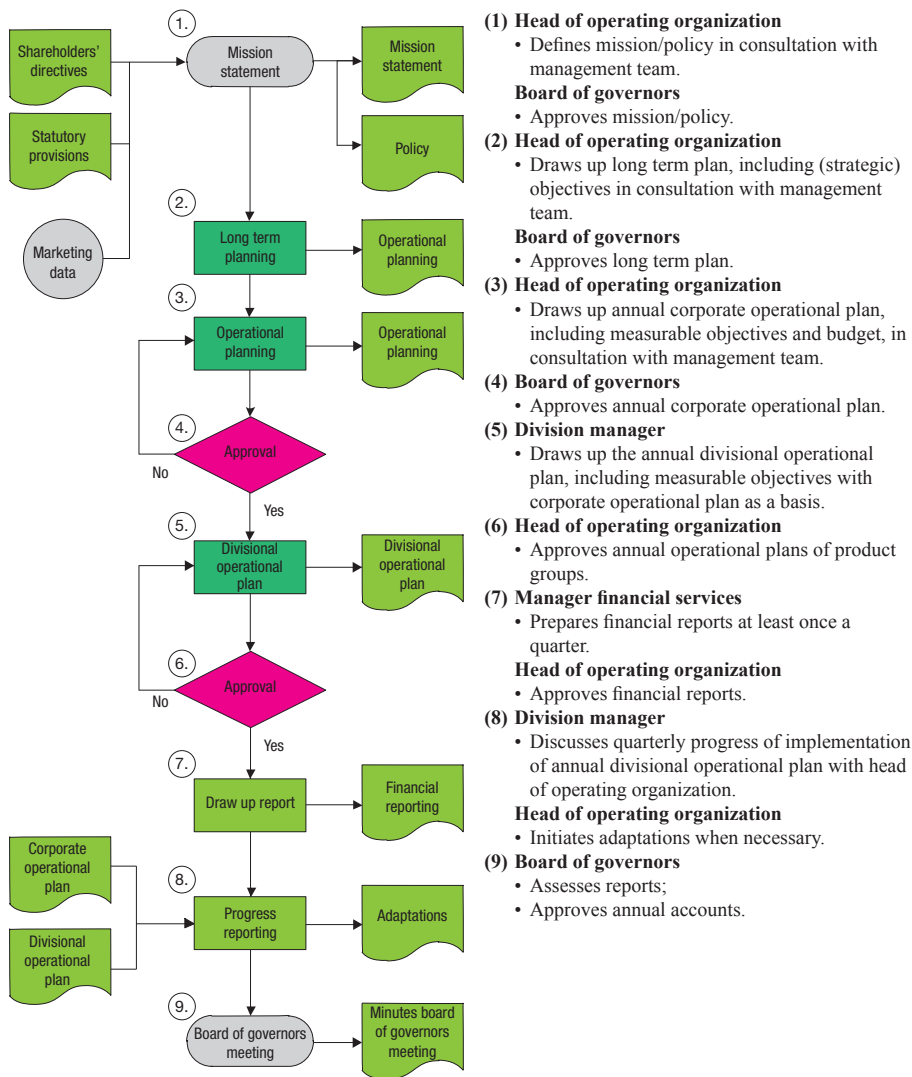 1.
Shareholders'
directives
Mission
statement
Mission
statement
Statutory
provisions
Policy
2.
Marketing
data
Long term
planning
Operational
planning
3.
Operational
planning
Operational
planning
4.
Approval
No
Yes
5.
Divisional
operational
plan
Divisional
operational
plan
6.
Approval
No
Yes
7.
Draw up report
Financial
reporting
Corporate
operational
plan
8.
Progress
reporting
Adaptations
Divisional
operational
plan
9.
Board of governors
meeting
Minutes board
of governors
meeting
(1) Head of operating organization
• Defines mission/policy in consultation with
management team.
Board of governors
• Approves mission/policy.
(2) Head of operating organization
• Draws up long term plan, including (strategic)
objectives in consultation with management
team.
Board of governors
• Approves long term plan.
(3) Head of operating organization
• Draws up annual corporate operational plan,
including measurable objectives and budget, in
consultation with management team.
(4) Board of governors
• Approves annual corporate operational plan.
(5) Division manager
• Draws up the annual divisional operational
plan, including measurable objectives with
corporate operational plan as a basis.
(6) Head of operating organization
• Approves annual operational plans of product
groups.
(7) Manager financial services
• Prepares financial reports at least once a
quarter.
Head of operating organization
• Approves financial reports.
(8) Division manager
• Discusses quarterly progress of implementation
of annual divisional operational plan with head
of operating organization.
Head of operating organization
• Initiates adaptations when necessary.
(9) Board of governors
• Assesses reports;
• Approves annual accounts.